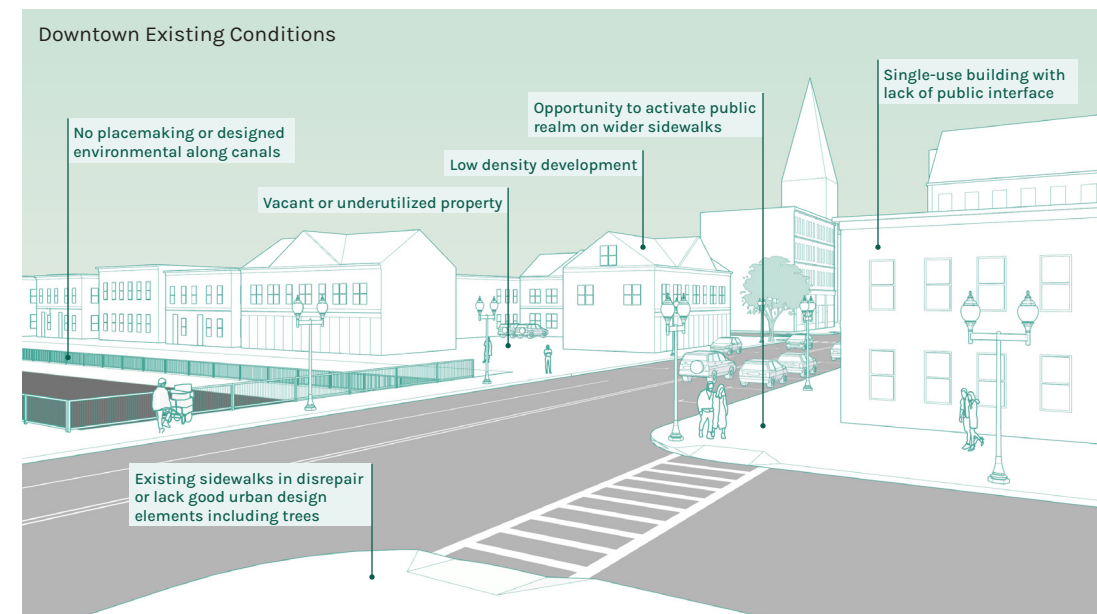 Downtown Existing Conditions
Single-use building with
lack of public interface
Opportunity to activate public
realm on wider sidewalks
No placemaking or designed
environmental along canals
Low density development
Vacant or underutilized property
Existing sidewalks in disrepair
or lack good urban design
elements including trees